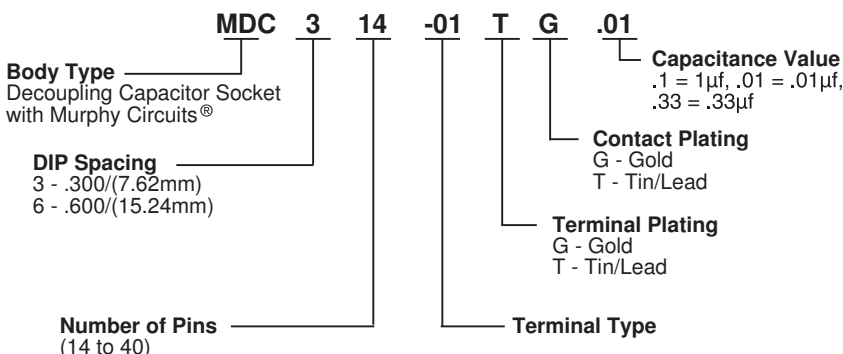 MDC 3 14 -01 T G .01
Capacitance Value
.1 = 1µf, .01 = .01µf,
.33 = .33µf
Body Type
Decoupling Capacitor Socket
with Murphy Circuits®
Contact Plating
G - Gold
T - Tin/Lead
DIP Spacing
3 - .300/(7.62mm)
6 - .600/(15.24mm)
Terminal Plating
G - Gold
T - Tin/Lead
Number of Pins
(14 to 40)
Terminal Type